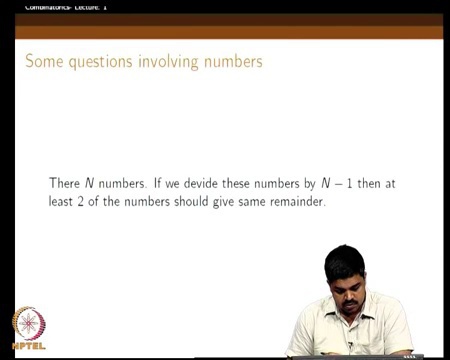 Combinatorics- Lecture: 1
Some questions involving numbers
There N numbers. If we devide these numbers by N − 1 then at
least 2 of the numbers should give same remainder.
NPTEL